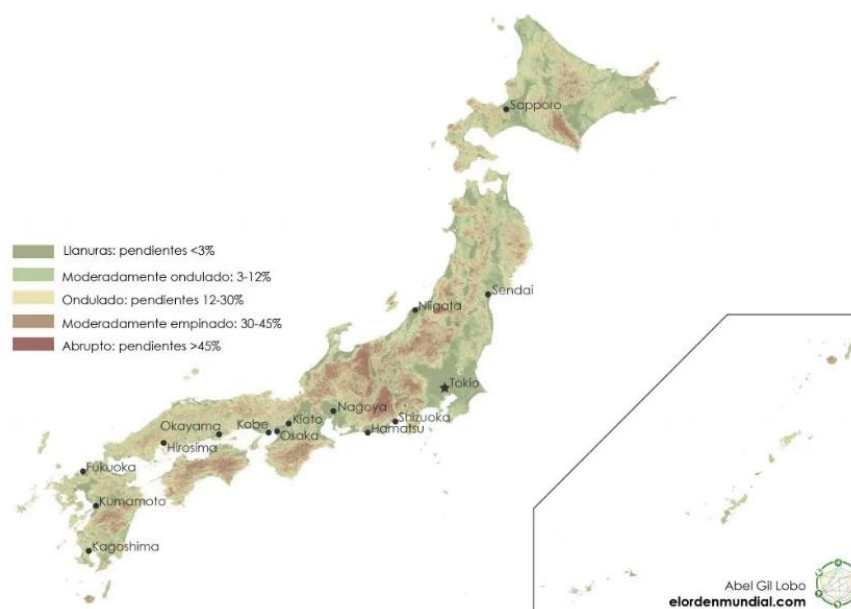 Sapporo
Llanuras: pendientes <3%
Moderadamente ondulado: 3-12%
Ondulado: pendientes 12-30%
Moderadamente empinado: 30-45%
Abrupto: pendientes >45%
Sendai
Niigata
Tokio
Nagoya
Shizuoka
Hamatsu
Kioto
Kobe
Osaka
Okayama
Hirosima
Fukuoka
Kumamoto
Kagoshima
Abel Gil Lobo
elordenmundial.com